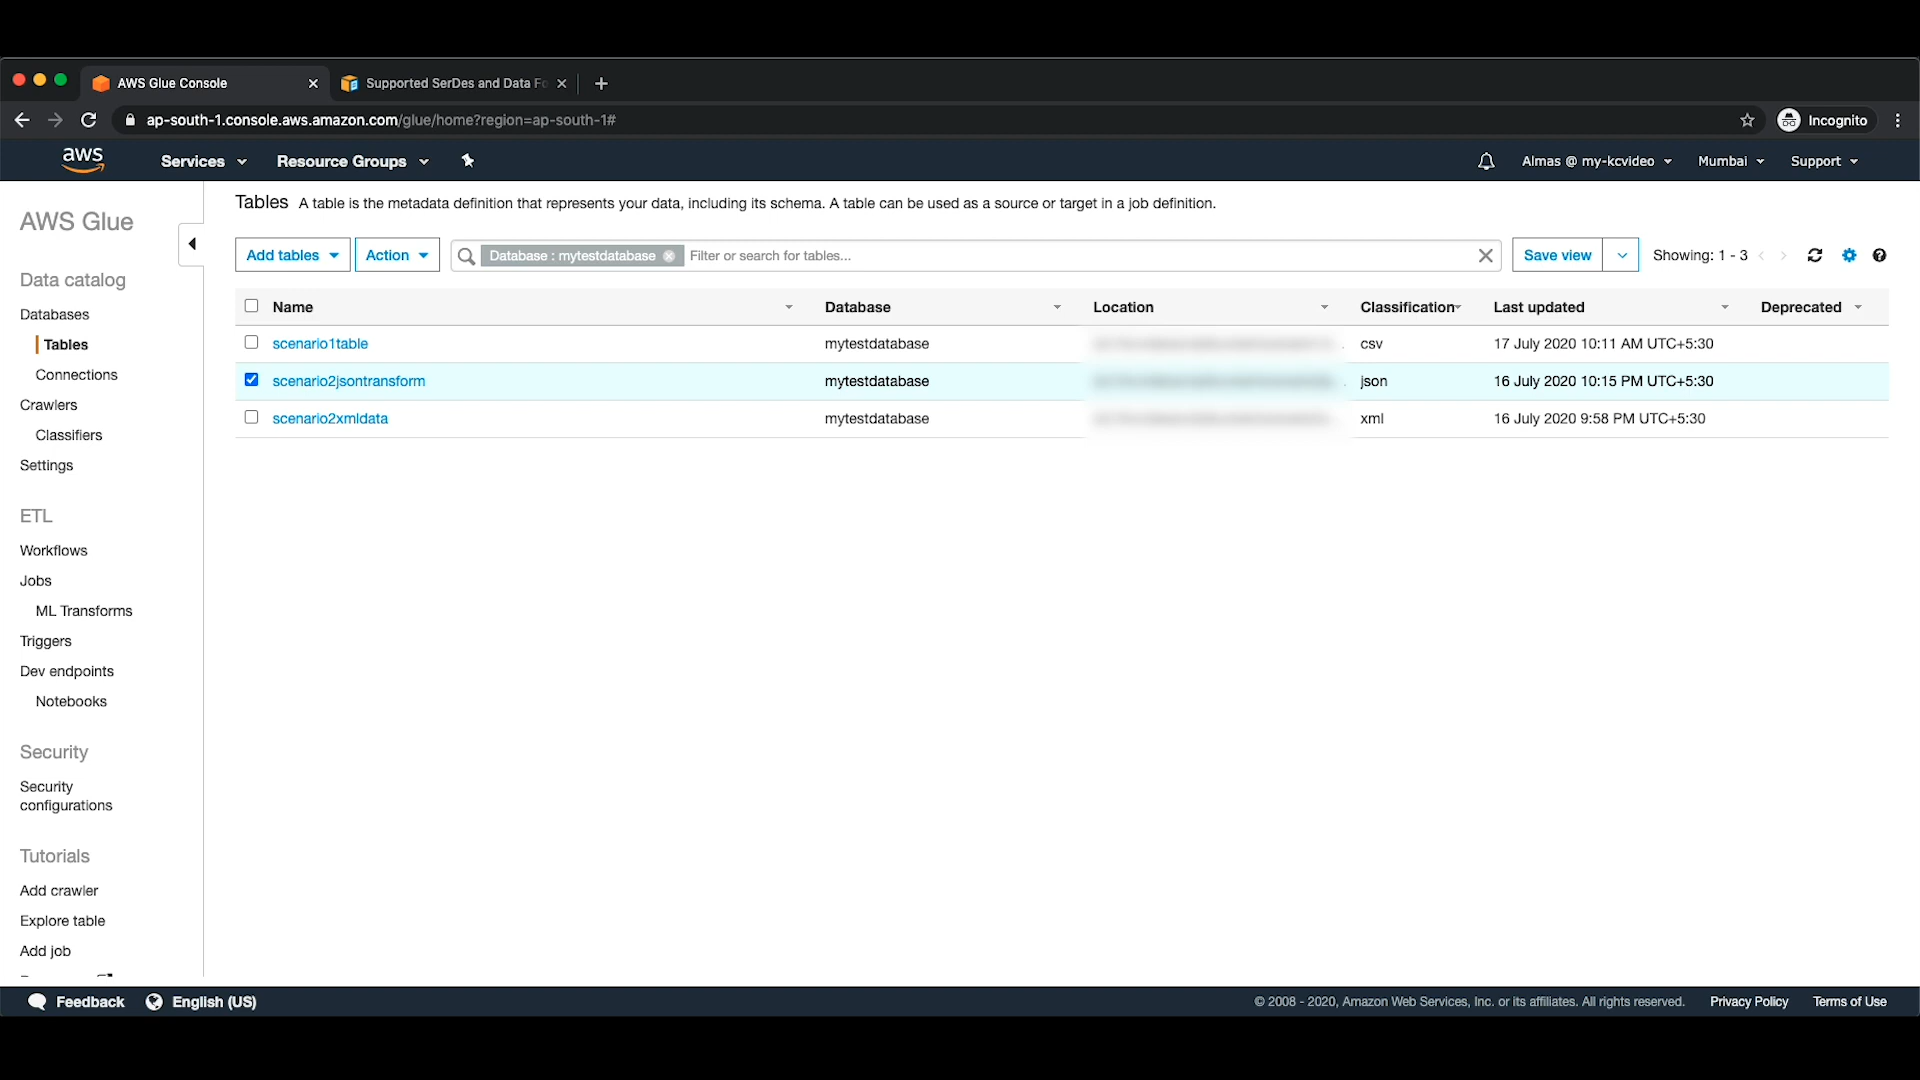 AWS Glue Console
Supported SerDes and Data Fo
ap-south-1.console.aws.amazon.com/glue/home?region=ap-south-1#
Incognito
aws
Services
Resource Groups
Almas @ my-kcvideo
Mumbai
Support
AWS Glue
Data catalog
Databases
Tables
Connections
Crawlers
Classifiers
Settings
ETL
Workflows
Jobs
ML Transforms
Triggers
Dev endpoints
Notebooks
Security
Security
configurations
Tutorials
Add crawler
Explore table
Add job
Tables A table is the metadata definition that represents your data, including its schema. A table can be used as a source or target in a job definition.
Add tables
Action
Database : mytestdatabase
Filter or search for tables...
Save view
Showing: 1 - 3
Name Database Location Classification Last updated Deprecated
scenario1table mytestdatabase csv 17 July 2020 10:11 AM UTC+5:30
scenario2jsontransform mytestdatabase json 16 July 2020 10:15 PM UTC+5:30
scenario2xmldata mytestdatabase xml 16 July 2020 9:58 PM UTC+5:30
Feedback
English (US)
© 2008 - 2020, Amazon Web Services, Inc. or its affiliates. All rights reserved.
Privacy Policy
Terms of Use